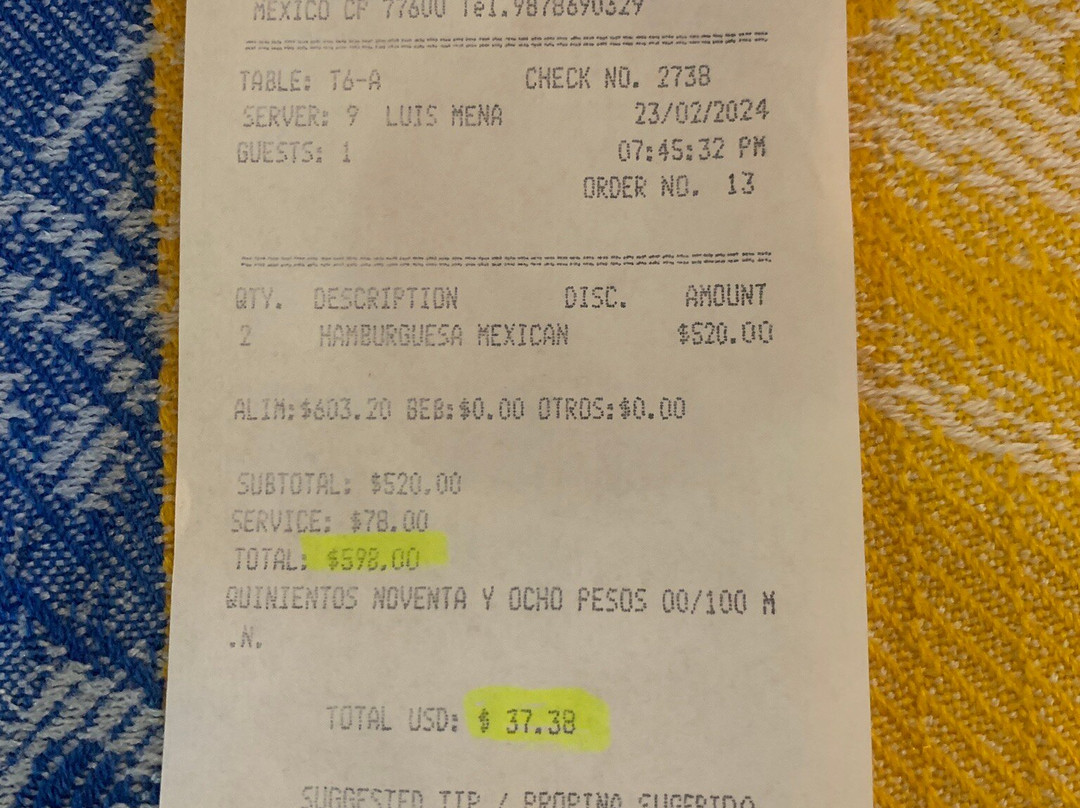 MEXICO CP 77600 Tel.9878690329
TABLE: T6-A CHECK NO. 2738
SERVER: 9 LUIS MENA 23/02/2024
GUESTS: 1 07:45:32 PM
ORDER NO. 13
QTY. DESCRIPTION DISC. AMOUNT
2 HAMBURGUESA MEXICAN $520.00
ALIM:$603.20 BEB:$0.00 OTROS:$0.00
SUBTOTAL: $520.00
SERVICE: $78.00
TOTAL: $598.00
QUINIENTOS NOVENTA Y OCHO PESOS 00/100 M
.N.
TOTAL USD: $ 37.38
SUGGESTED TIP / PROPINA SUGERIDA